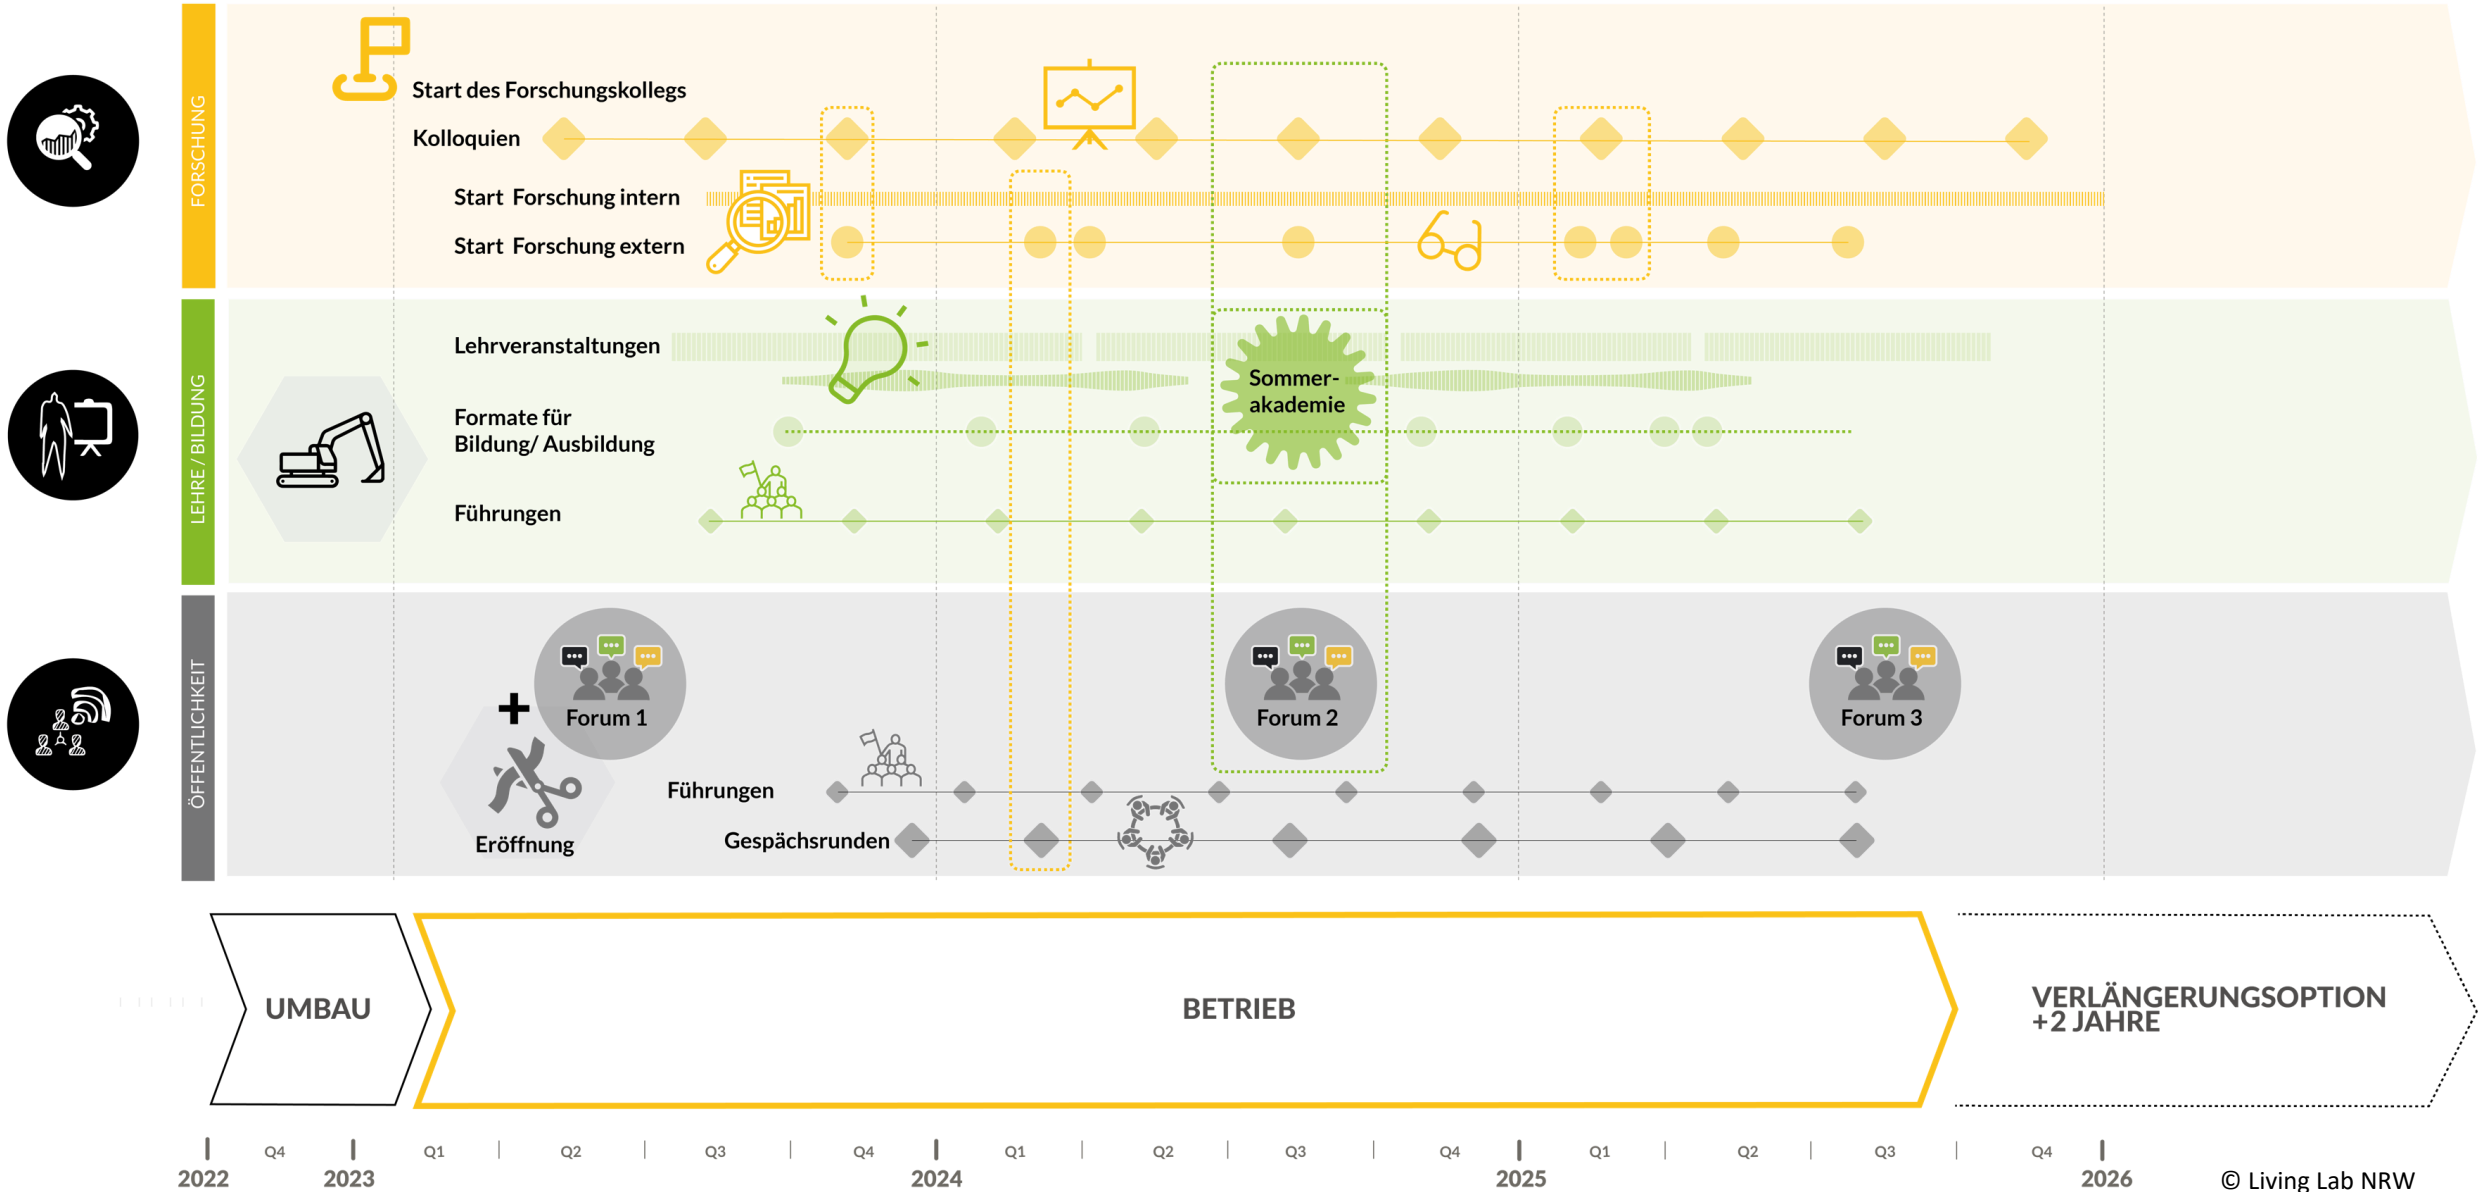 FORSCHUNG
Start des Forschungskollegs
Kolloquien
Start Forschung intern
Start Forschung extern
LEHRE / BILDUNG
Lehrveranstaltungen
Sommer-
akademie
Formate für
Bildung/ Ausbildung
Führungen
ÖFFENTLICHKEIT
Forum 1
Forum 2
Forum 3
Eröffnung
Führungen
Gespächsrunden
UMBAU
BETRIEB
VERLÄNGERUNGSOPTION
+2 JAHRE
Q4 Q1 Q2 Q3 Q4 Q1 Q2 Q3 Q4 Q1 Q2 Q3 Q4
2022 2023 2024 2025 2026
© Living Lab NRW